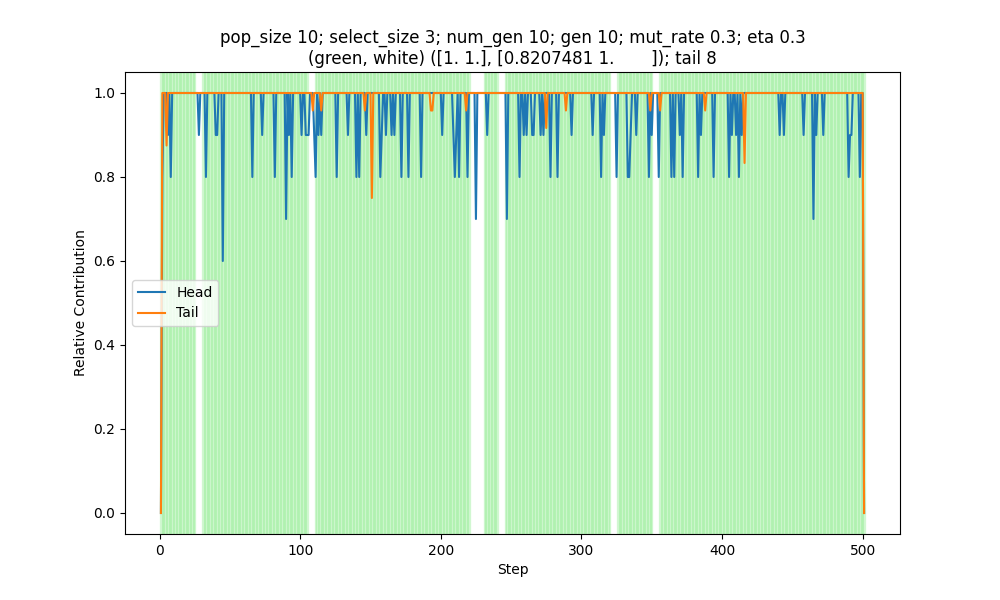 pop_size 10; select_size 3; num_gen 10; gen 10; mut_rate 0.3; eta 0.3
(green, white) ([1. 1.], [0.8207481 1.        ]); tail 8
1.0
0.8
0.6
0.4
0.2
0.0
Relative Contribution
Head
Tail
0 100 200 300 400 500
Step